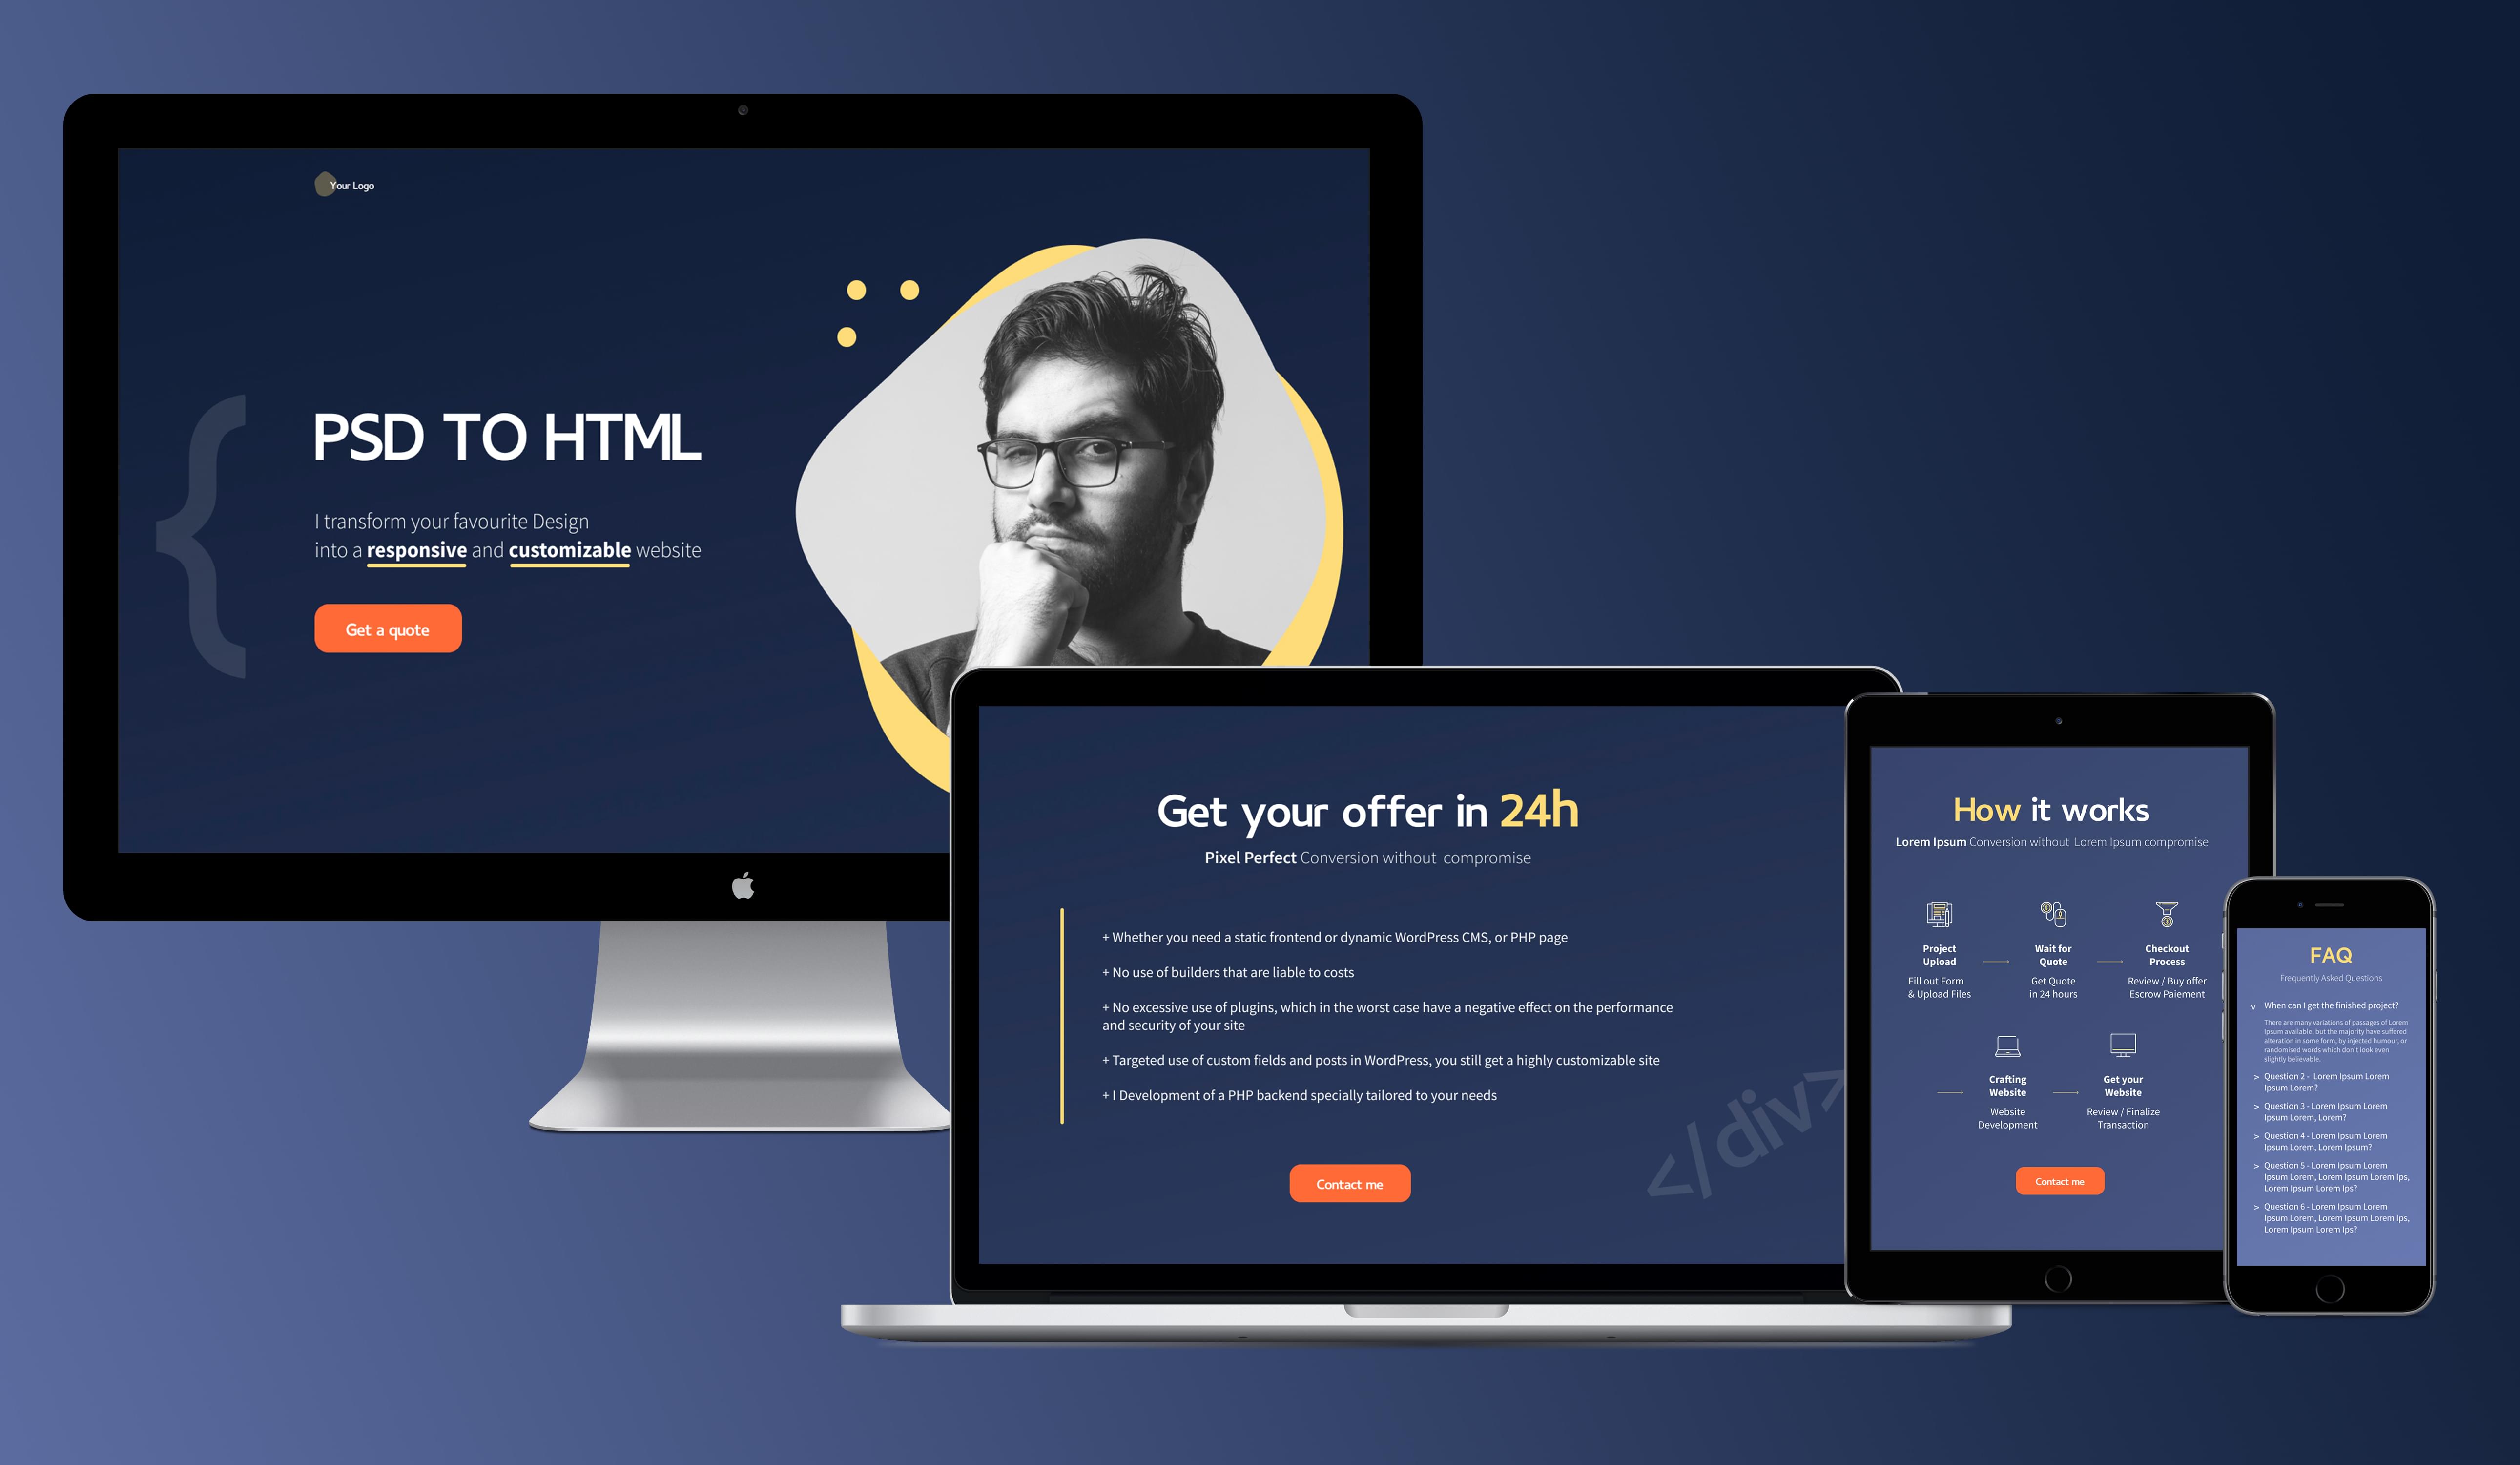 Your Logo
{
PSD TO HTML
I transform your favourite Design
into a responsive and customizable website
Get a quote
Get your offer in 24h
Pixel Perfect Conversion without compromise
+ Whether you need a static frontend or dynamic WordPress CMS, or PHP page
+ No use of builders that are liable to costs
+ No excessive use of plugins, which in the worst case have a negative effect on the performance
and security of your site
+ Targeted use of custom fields and posts in WordPress, you still get a highly customizable site
+ I Development of a PHP backend specially tailored to your needs
</div>
Contact me
How it works
Lorem Ipsum Conversion without Lorem Ipsum compromise
Project
Upload
Fill out Form
& Upload Files
Wait for
Quote
Get Quote
in 24 hours
Checkout
Process
Review / Buy offer
Escrow Paiement
Crafting
Website
Website
Development
Get your
Website
Review / Finalize
Transaction
Contact me
FAQ
Frequently Asked Questions
v When can I get the finished project?
There are many variations of passages of Lorem
Ipsum available, but the majority have suffered
alteration in some form, by injected humour, or
randomised words which don't look even
slightly believable.
> Question 2 - Lorem Ipsum Lorem
Ipsum Lorem?
> Question 3 - Lorem Ipsum Lorem
Ipsum Lorem, Lorem?
> Question 4 - Lorem Ipsum Lorem
Ipsum Lorem, Lorem Ipsum?
> Question 5 - Lorem Ipsum Lorem
Ipsum Lorem, Lorem Ipsum Lorem Ips,
Lorem Ipsum Lorem Ips?
> Question 6 - Lorem Ipsum Lorem
Ipsum Lorem, Lorem Ipsum Lorem Ips,
Lorem Ipsum Lorem Ips?